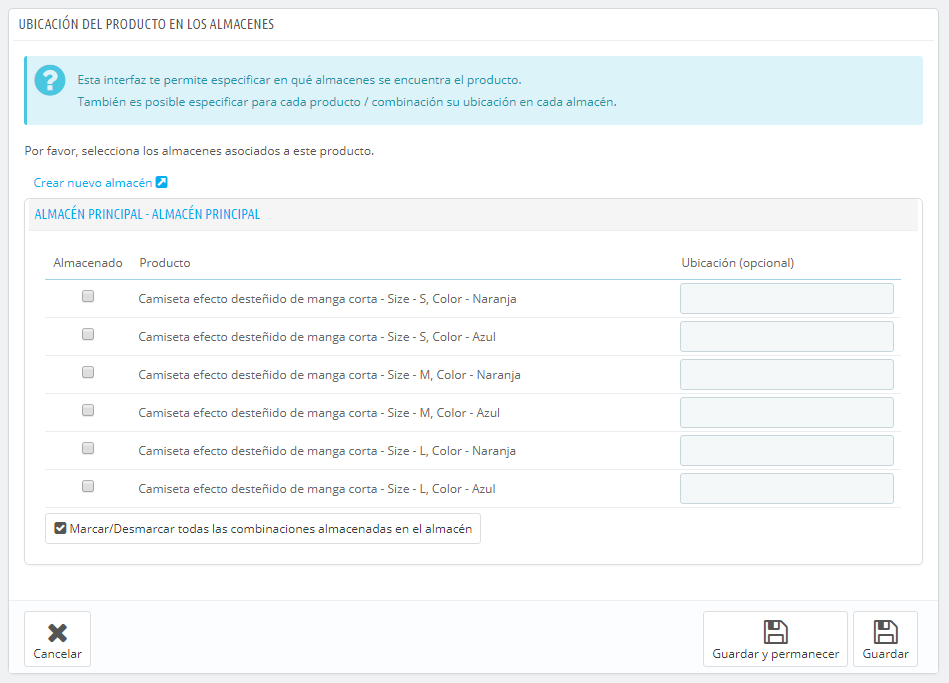 UBICACIÓN DEL PRODUCTO EN LOS ALMACENES
Esta interfaz te permite especificar en qué almacenes se encuentra el producto.
También es posible especificar para cada producto / combinación su ubicación en cada almacén.
Por favor, selecciona los almacenes asociados a este producto.
Crear nuevo almacén
ALMACÉN PRINCIPAL - ALMACÉN PRINCIPAL
Almacenado Producto Ubicación (opcional)
Camiseta efecto desteñido de manga corta - Size - S, Color - Naranja
Camiseta efecto desteñido de manga corta - Size - S, Color - Azul
Camiseta efecto desteñido de manga corta - Size - M, Color - Naranja
Camiseta efecto desteñido de manga corta - Size - M, Color - Azul
Camiseta efecto desteñido de manga corta - Size - L, Color - Naranja
Camiseta efecto desteñido de manga corta - Size - L, Color - Azul
Marcar/Desmarcar todas las combinaciones almacenadas en el almacén
Cancelar Guardar y permanecer Guardar